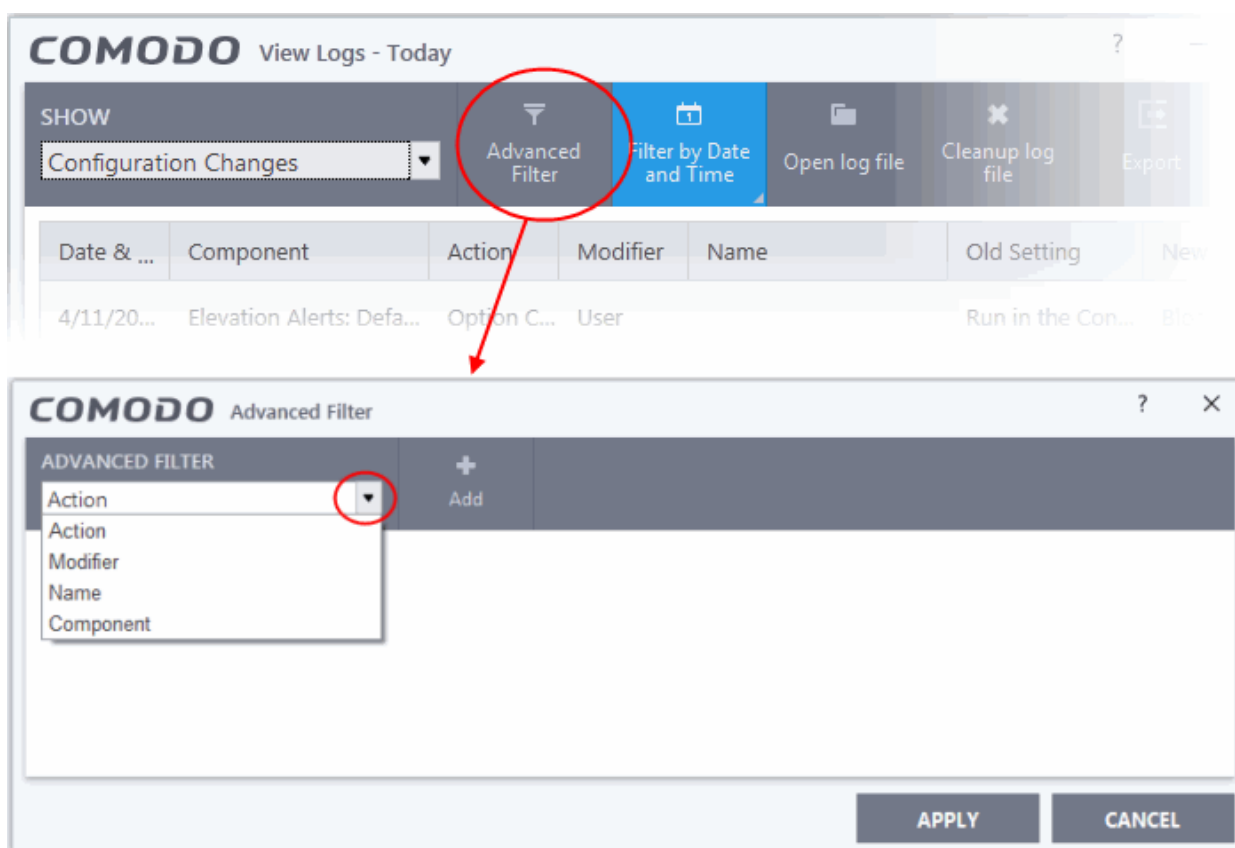 COMODO View Logs - Today ?
SHOW
Configuration Changes
Advanced
Filter
Filter by Date
and Time
Open log file
Cleanup log
file
Export
Date & ... Component Action Modifier Name Old Setting New
4/11/20... Elevation Alerts: Defa... Option C... User Run in the Con...
COMODO Advanced Filter ?
ADVANCED FILTER
Action
Add
Action
Modifier
Name
Component
APPLY CANCEL